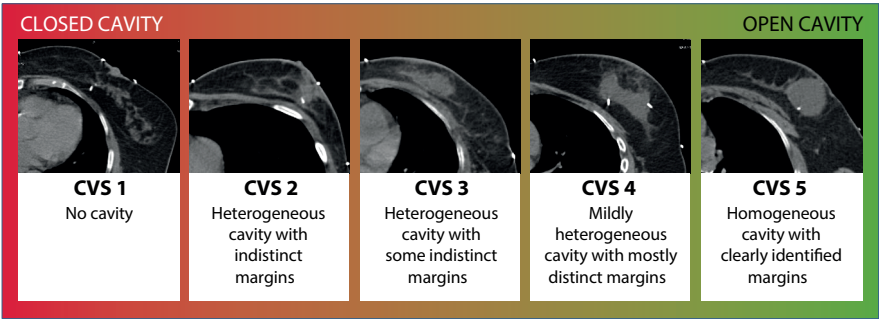 CLOSED CAVITY
OPEN CAVITY
CVS 1
No cavity
CVS 2
Heterogeneous
cavity with
indistinct
margins
CVS 3
Heterogeneous
cavity with
some indistinct
margins
CVS 4
Mildly
heterogeneous
cavity with mostly
distinct margins
CVS 5
Homogeneous
cavity with
clearly identified
margins